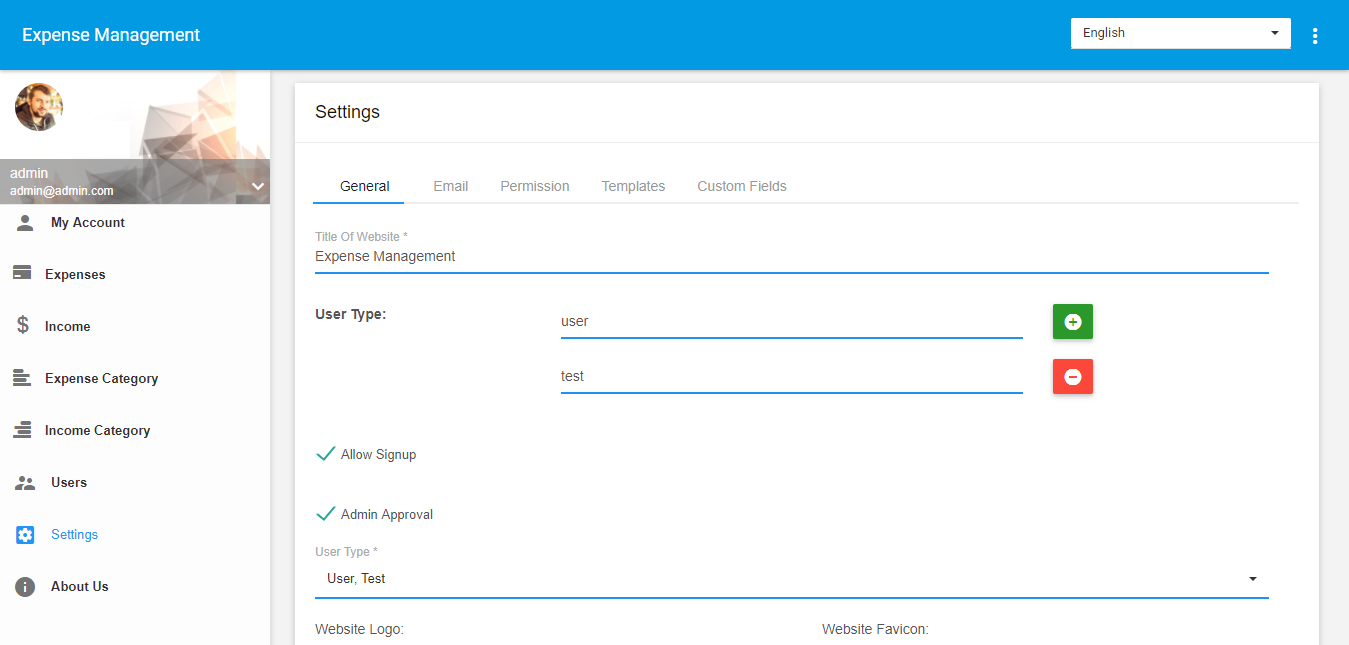 Expense Management
English
admin
admin@admin.com
My Account
Expenses
Income
Expense Category
Income Category
Users
Settings
About Us
Settings
General Email Permission Templates Custom Fields
Title Of Website *
Expense Management
User Type:
user
test
Allow Signup
Admin Approval
User Type *
User, Test
Website Logo: Website Favicon: